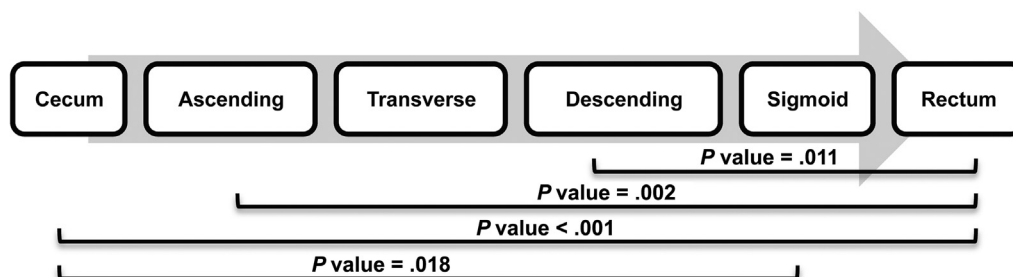 Cecum Ascending Transverse Descending Sigmoid Rectum
P value = .011
P value = .002
P value < .001
P value = .018